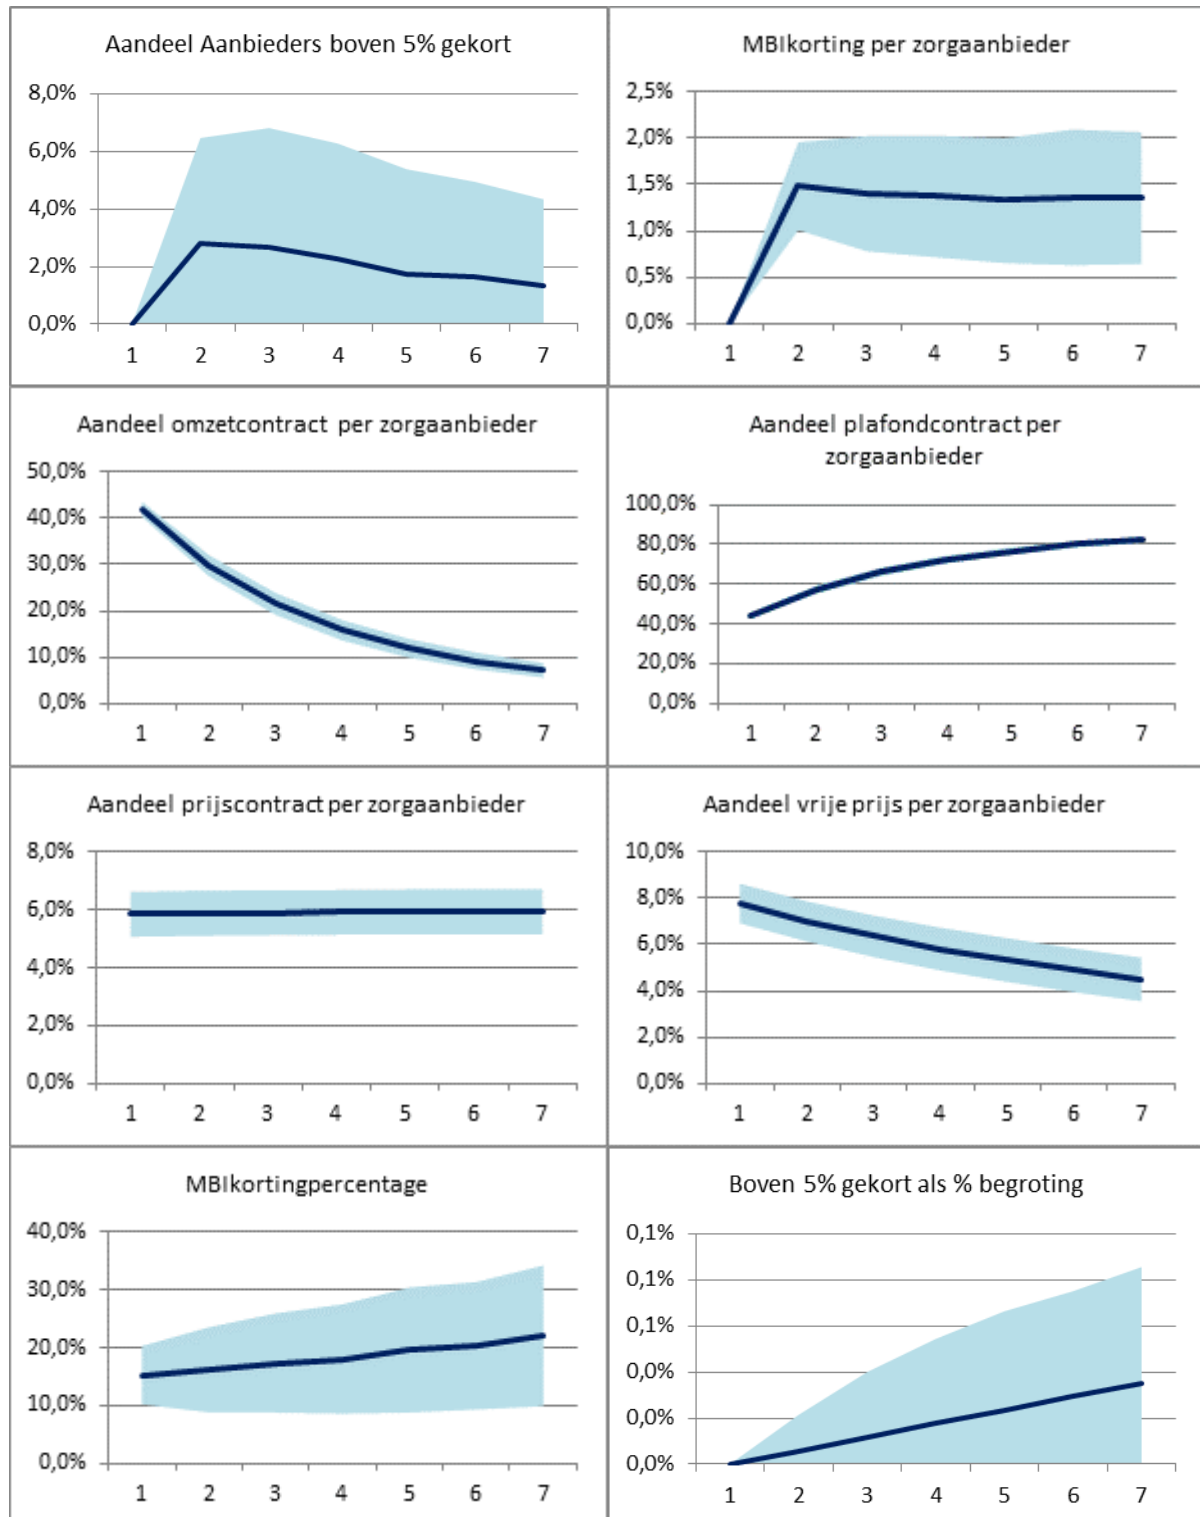 Aandeel Aanbieders boven 5% gekort
8,0%
6,0%
4,0%
2,0%
0,0%
1 2 3 4 5 6 7
MBIkorting per zorgaanbieder
2,5%
2,0%
1,5%
1,0%
0,5%
0,0%
1 2 3 4 5 6 7
Aandeel omzetcontract per zorgaanbieder
50,0%
40,0%
30,0%
20,0%
10,0%
0,0%
1 2 3 4 5 6 7
Aandeel plafondcontract per
zorgaanbieder
100,0%
80,0%
60,0%
40,0%
20,0%
0,0%
1 2 3 4 5 6 7
Aandeel prijscontract per zorgaanbieder
8,0%
6,0%
4,0%
2,0%
0,0%
1 2 3 4 5 6 7
Aandeel vrije prijs per zorgaanbieder
10,0%
8,0%
6,0%
4,0%
2,0%
0,0%
1 2 3 4 5 6 7
MBIkortingpercentage
40,0%
30,0%
20,0%
10,0%
0,0%
1 2 3 4 5 6 7
Boven 5% gekort als % begroting
0,1%
0,1%
0,1%
0,0%
0,0%
0,0%
1 2 3 4 5 6 7